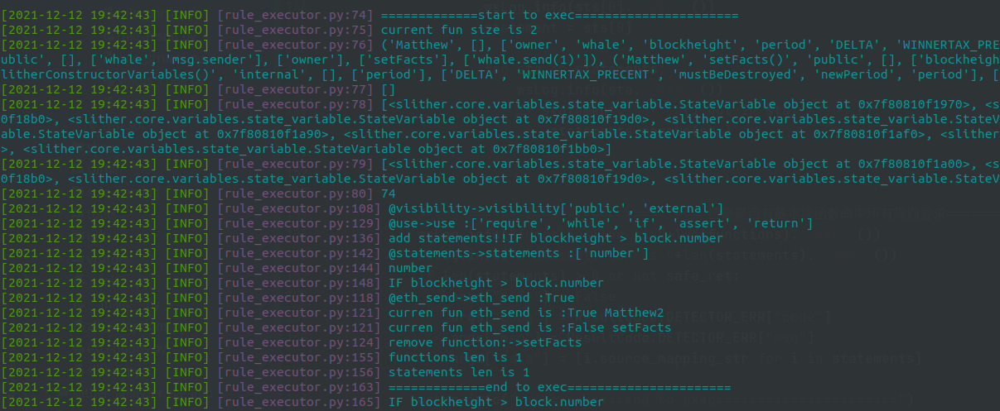 [2021-12-12 19:42:43] [INFO] [rule_executor.py:74] =============start to exec======================
[2021-12-12 19:42:43] [INFO] [rule_executor.py:75] current fun size is 2
[2021-12-12 19:42:43] [INFO] [rule_executor.py:76] ('Matthew', [], ['owner', 'whale', 'blockheight', 'period', 'DELTA', 'WINNERTAX_PRE
ublic', [], ['whale', 'msg.sender'], ['owner'], ['setFacts'], ['whale.send(1)']), ('Matthew', 'setFacts()', 'public', [], ['blockheigh
litherConstructorVariables()', 'internal', [], ['period'], ['DELTA', 'WINNERTAX_PRECENT', 'mustBeDestroyed', 'newPeriod', 'period'], [
[2021-12-12 19:42:43] [INFO] [rule_executor.py:77] []
[2021-12-12 19:42:43] [INFO] [rule_executor.py:78] [<slither.core.variables.state_variable.StateVariable object at 0x7f80810f1970>, <s
0f18b0>, <slither.core.variables.state_variable.StateVariable object at 0x7f80810f19d0>, <slither.core.variables.state_variable.StateV
able.StateVariable object at 0x7f80810f1a90>, <slither.core.variables.state_variable.StateVariable object at 0x7f80810f1af0>, <slither
>, <slither.core.variables.state_variable.StateVariable object at 0x7f80810f1bb0>]
[2021-12-12 19:42:43] [INFO] [rule_executor.py:79] [<slither.core.variables.state_variable.StateVariable object at 0x7f80810f1a00>, <s
0f18b0>, <slither.core.variables.state_variable.StateVariable object at 0x7f80810f19d0>, <slither.core.variables.state_variable.StateV
[2021-12-12 19:42:43] [INFO] [rule_executor.py:80] 74
[2021-12-12 19:42:43] [INFO] [rule_executor.py:108] @visibility->visibility['public', 'external']
[2021-12-12 19:42:43] [INFO] [rule_executor.py:129] @use->use :['require', 'while', 'if', 'assert', 'return']
[2021-12-12 19:42:43] [INFO] [rule_executor.py:136] add statements!!IF blockheight > block.number
[2021-12-12 19:42:43] [INFO] [rule_executor.py:142] @statements->statements :['number']
[2021-12-12 19:42:43] [INFO] [rule_executor.py:144] number
[2021-12-12 19:42:43] [INFO] [rule_executor.py:148] IF blockheight > block.number
[2021-12-12 19:42:43] [INFO] [rule_executor.py:118] @eth_send->eth_send :True
[2021-12-12 19:42:43] [INFO] [rule_executor.py:121] curren fun eth_send is :True Matthew2
[2021-12-12 19:42:43] [INFO] [rule_executor.py:121] curren fun eth_send is :False setFacts
[2021-12-12 19:42:43] [INFO] [rule_executor.py:124] remove function:->setFacts
[2021-12-12 19:42:43] [INFO] [rule_executor.py:155] functions len is 1
[2021-12-12 19:42:43] [INFO] [rule_executor.py:156] statements len is 1
[2021-12-12 19:42:43] [INFO] [rule_executor.py:163] =============end to exec======================
[2021-12-12 19:42:43] [INFO] [rule_executor.py:165] IF blockheight > block.number